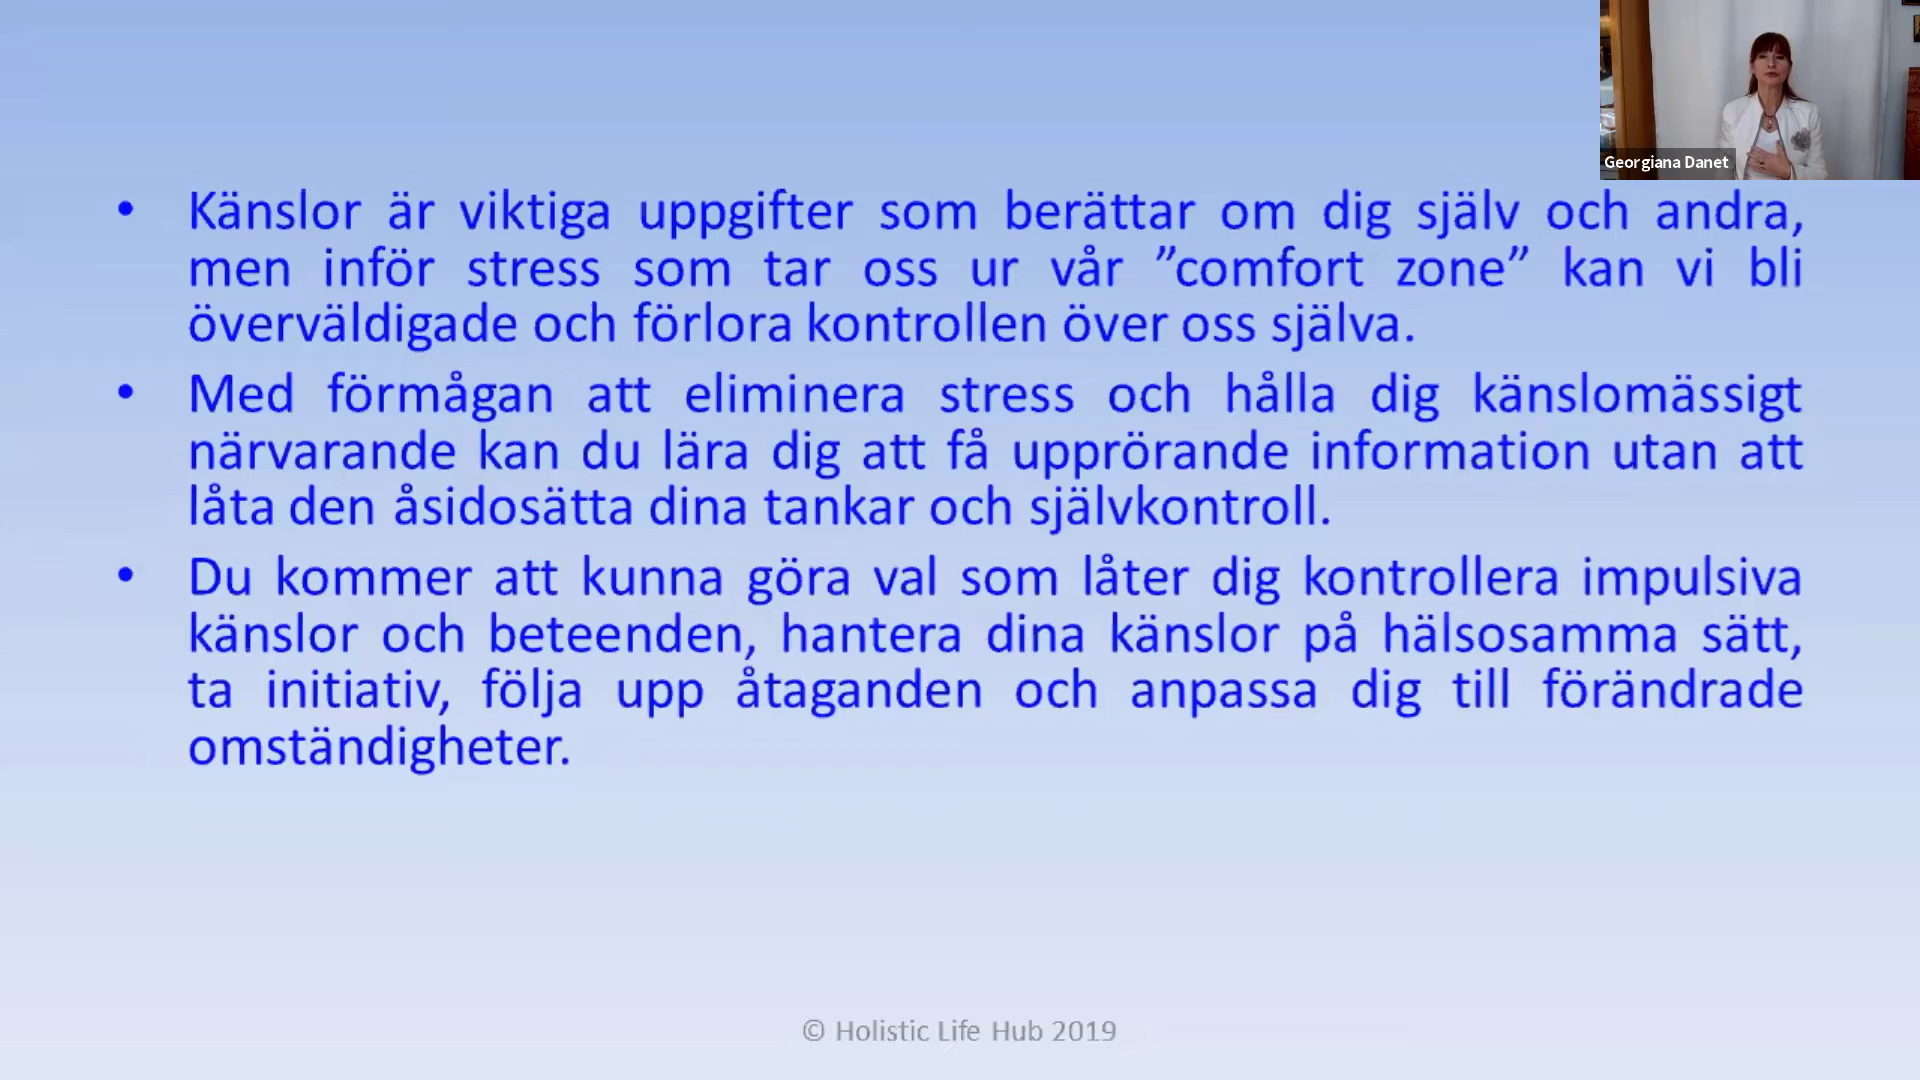 Georgiana Danet
• Känslor är viktiga uppgifter som berättar om dig själv och andra,
men inför stress som tar oss ur vår ”comfort zone” kan vi bli
överväldigade och förlora kontrollen över oss själva.
• Med förmågan att eliminera stress och hålla dig känslomässigt
närvarande kan du lära dig att få upprörande information utan att
låta den åsidosätta dina tankar och självkontroll.
• Du kommer att kunna göra val som låter dig kontrollera impulsiva
känslor och beteenden, hantera dina känslor på hälsosamma sätt,
ta initiativ, följa upp åtaganden och anpassa dig till förändrade
omständigheter.
© Holistic Life Hub 2019